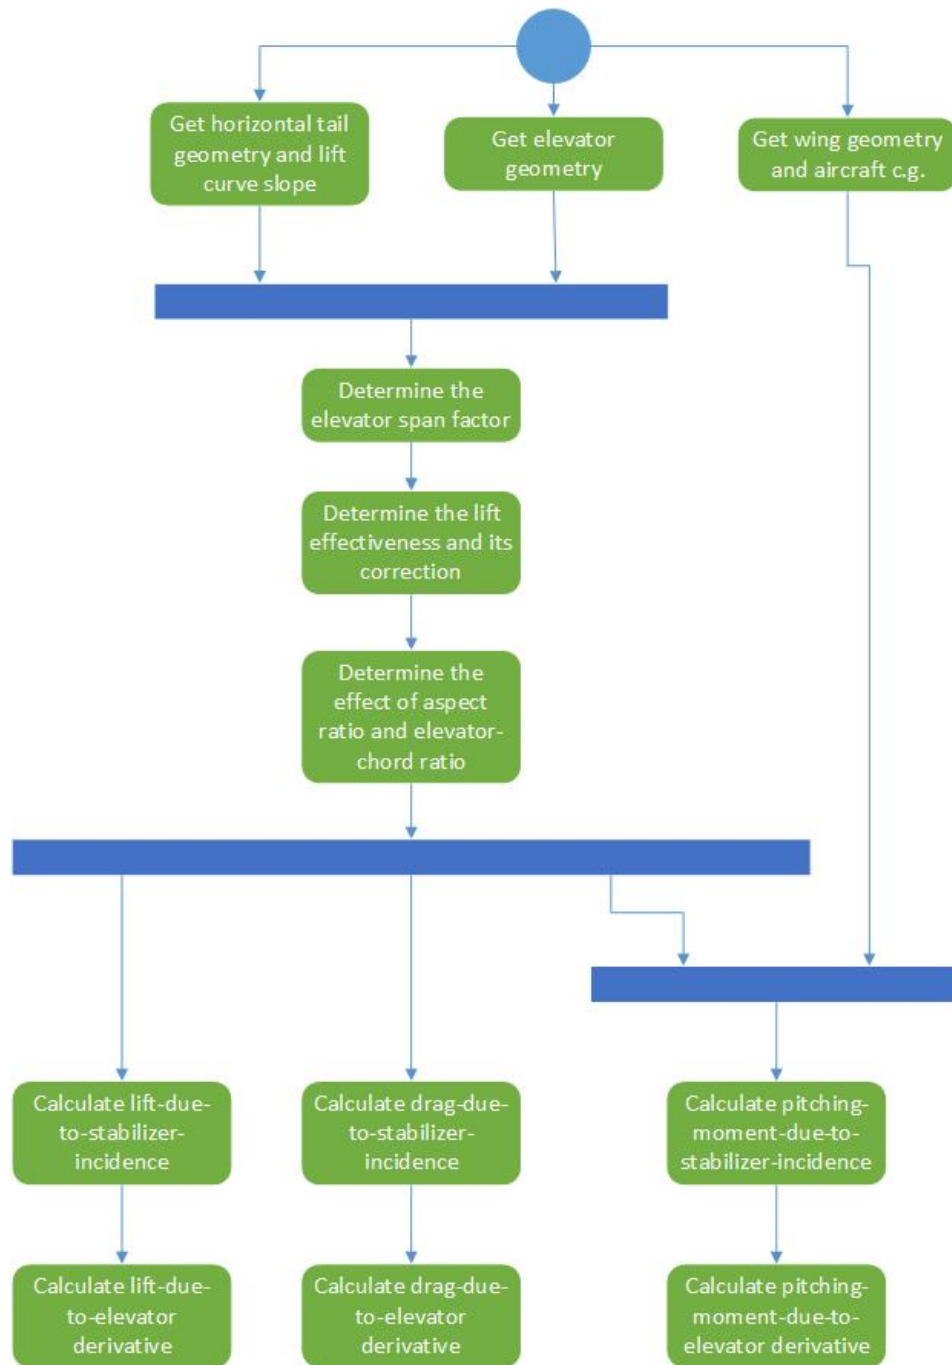 Get horizontal tail
geometry and lift
curve slope
Get elevator
geometry
Get wing geometry
and aircraft c.g.
Determine the
elevator span factor
Determine the lift
effectiveness and its
correction
Determine the
effect of aspect
ratio and elevator-
chord ratio
Calculate lift-due-
to-stabilizer-
incidence
Calculate drag-due-
to-stabilizer-
incidence
Calculate pitching-
moment-due-to-
stabilizer-incidence
Calculate lift-due-
to-elevator
derivative
Calculate drag-due-
to-elevator
derivative
Calculate pitching-
moment-due-to-
elevator derivative